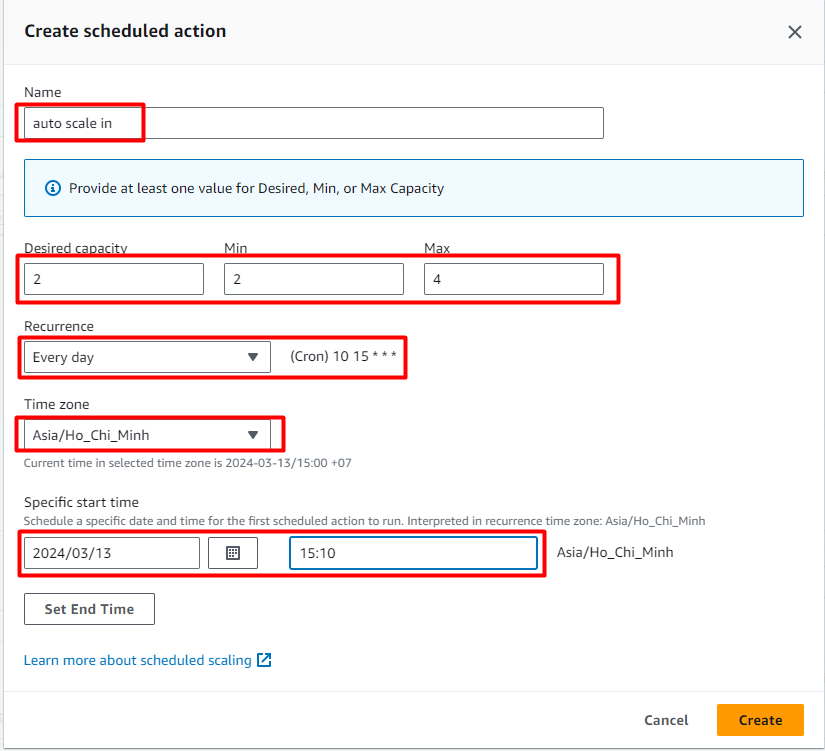 Create scheduled action
Name
auto scale in
Provide at least one value for Desired, Min, or Max Capacity
Desired capacity Min Max
2 2 4
Recurrence
Every day (Cron) 10 15 * * *
Time zone
Asia/Ho_Chi_Minh
Current time in selected time zone is 2024-03-13/15:00 +07
Specific start time
Schedule a specific date and time for the first scheduled action to run. Interpreted in recurrence time zone: Asia/Ho_Chi_Minh
2024/03/13 15:10 Asia/Ho_Chi_Minh
Set End Time
Learn more about scheduled scaling
Cancel Create